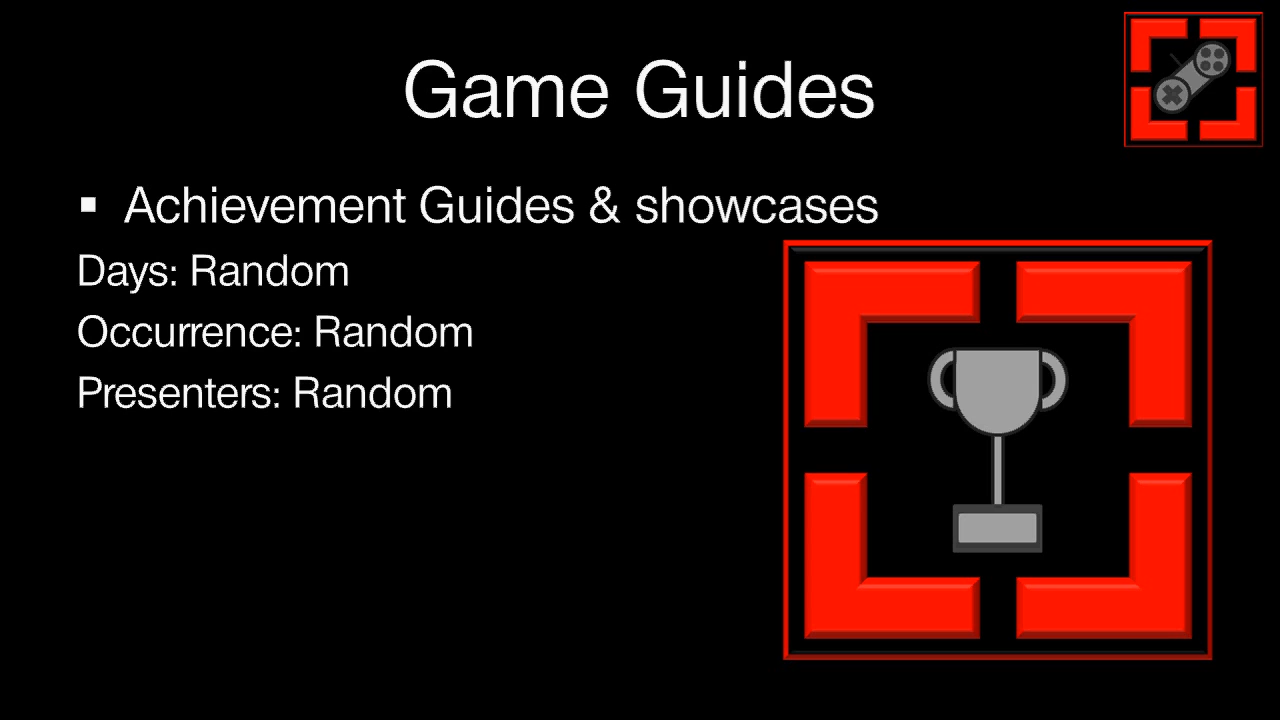 Game Guides
▪ Achievement Guides & showcases
Days: Random
Occurrence: Random
Presenters: Random